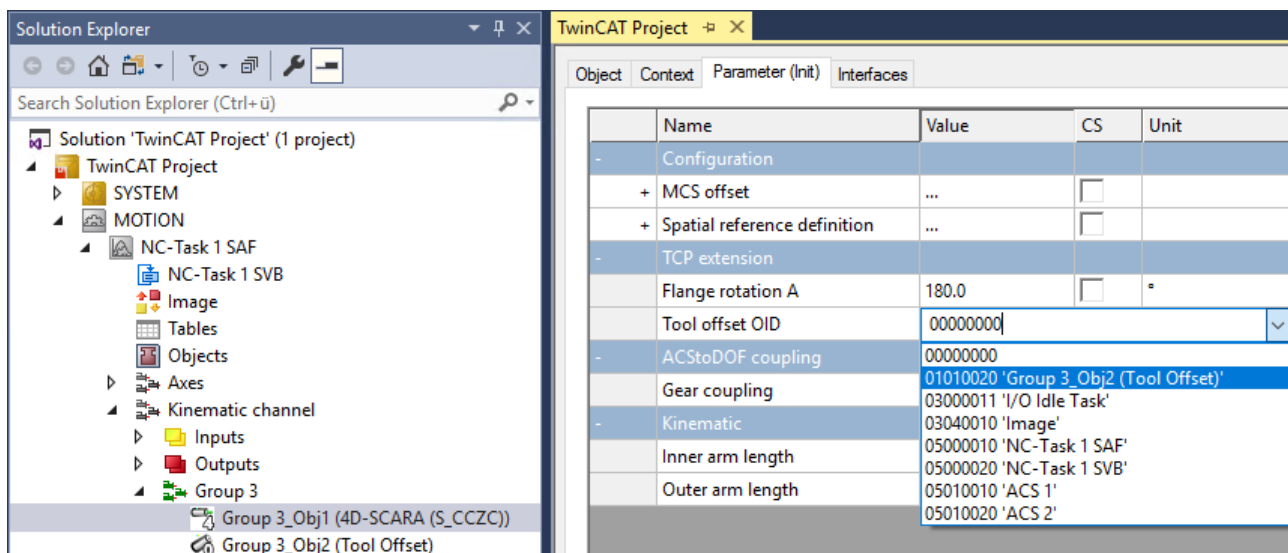 Solution Explorer
Search Solution Explorer (Ctrl+ü)
Solution 'TwinCAT Project' (1 project)
TwinCAT Project
SYSTEM
MOTION
NC-Task 1 SAF
NC-Task 1 SVB
Image
Tables
Objects
Axes
Kinematic channel
Inputs
Outputs
Group 3
Group 3_Obj1 (4D-SCARA (S_CCZC))
Group 3_Obj2 (Tool Offset)
TwinCAT Project
Object Context Parameter (Init) Interfaces
Name Value CS Unit
- Configuration
+ MCS offset ...
+ Spatial reference definition ...
- TCP extension
Flange rotation A 180.0 °
Tool offset OID 00000000
- ACStoDOF coupling
Gear coupling
- Kinematic
Inner arm length
Outer arm length
00000000
01010020 'Group 3_Obj2 (Tool Offset)'
03000011 'I/O Idle Task'
03040010 'Image'
05000010 'NC-Task 1 SAF'
05000020 'NC-Task 1 SVB'
05010010 'ACS 1'
05010020 'ACS 2'